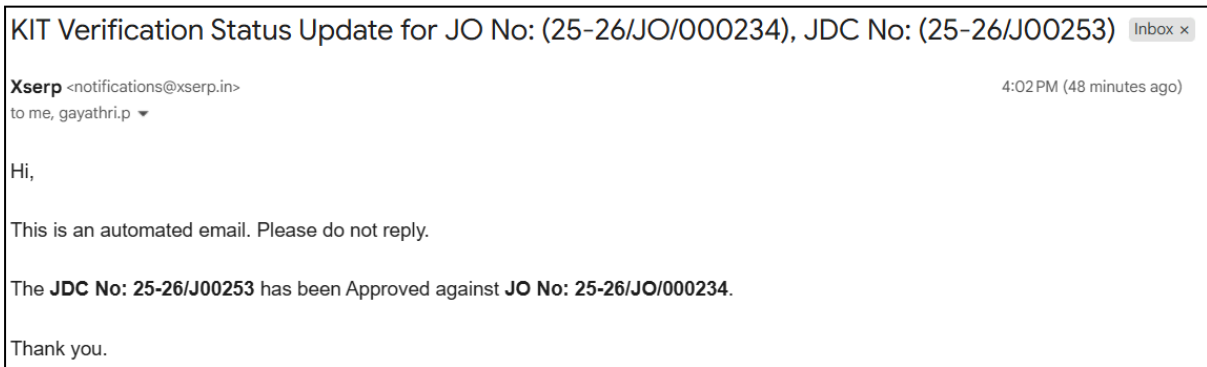 KIT Verification Status Update for JO No: (25-26/JO/000234), JDC No: (25-26/J00253) Inbox ×
Xserp <notifications@xserp.in> 4:02 PM (48 minutes ago)
to me, gayathri.p
Hi,
This is an automated email. Please do not reply.
The JDC No: 25-26/J00253 has been Approved against JO No: 25-26/JO/000234.
Thank you.